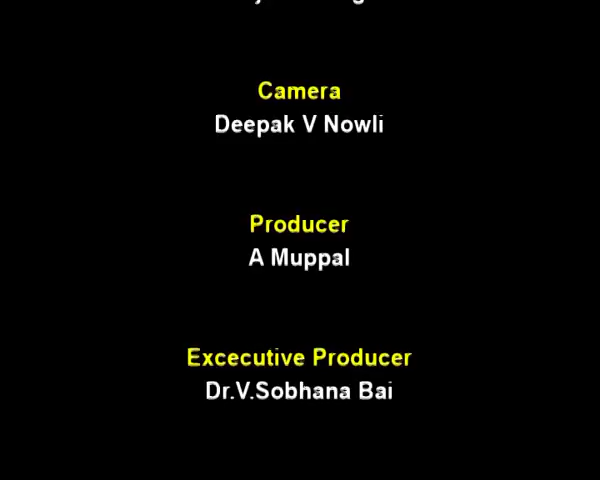 Camera
Deepak V Nowli
Producer
A Muppal
Excecutive Producer
Dr.V.Sobhana Bai